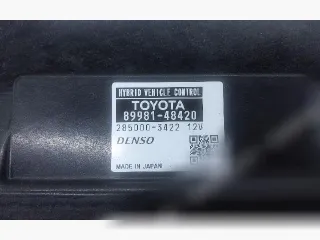 HYBRID VEHICLE CONTROL
TOYOTA
89981-48420
285000-3422 12V
DENSO
MADE IN JAPAN